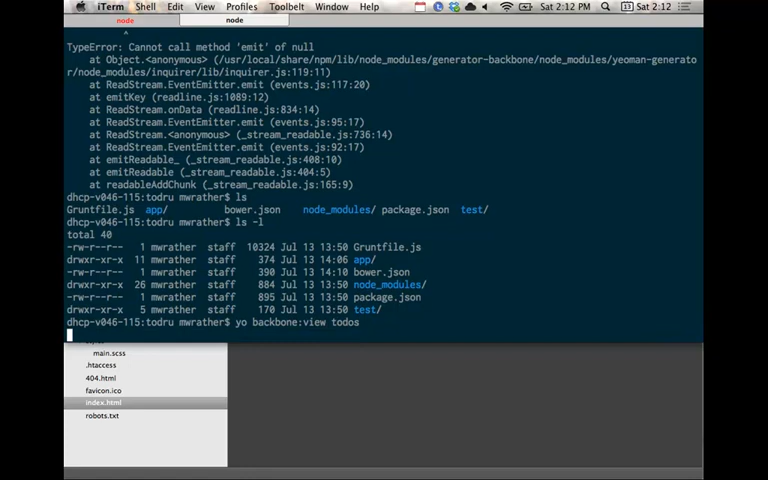 iTerm Shell Edit View Profiles Toolbelt Window Help Sat 2:12 PM 13 Sat 2:12
node node
^
TypeError: Cannot call method 'emit' of null
at Object.<anonymous> (/usr/local/share/npm/lib/node_modules/generator-backbone/node_modules/yeoman-generato
r/node_modules/inquirer/lib/inquirer.js:119:11)
at ReadStream.EventEmitter.emit (events.js:117:20)
at emitKey (readline.js:1089:12)
at ReadStream.onData (readline.js:834:14)
at ReadStream.EventEmitter.emit (events.js:95:17)
at ReadStream.<anonymous> (_stream_readable.js:736:14)
at ReadStream.EventEmitter.emit (events.js:92:17)
at emitReadable_ (_stream_readable.js:408:10)
at emitReadable (_stream_readable.js:404:5)
at readableAddChunk (_stream_readable.js:165:9)
dhcp-v046-115:todru mwrather$ ls
Gruntfile.js app/ bower.json node_modules/ package.json test/
dhcp-v046-115:todru mwrather$ ls -l
total 40
-rw-r--r-- 1 mwrather staff 10324 Jul 13 13:50 Gruntfile.js
drwxr-xr-x 11 mwrather staff 374 Jul 13 14:06 app/
-rw-r--r-- 1 mwrather staff 390 Jul 13 14:10 bower.json
drwxr-xr-x 26 mwrather staff 884 Jul 13 13:50 node_modules/
-rw-r--r-- 1 mwrather staff 895 Jul 13 13:50 package.json
drwxr-xr-x 5 mwrather staff 170 Jul 13 13:50 test/
dhcp-v046-115:todru mwrather$ yo backbone:view todos
main.scss
.htaccess
404.html
favicon.ico
index.html
robots.txt